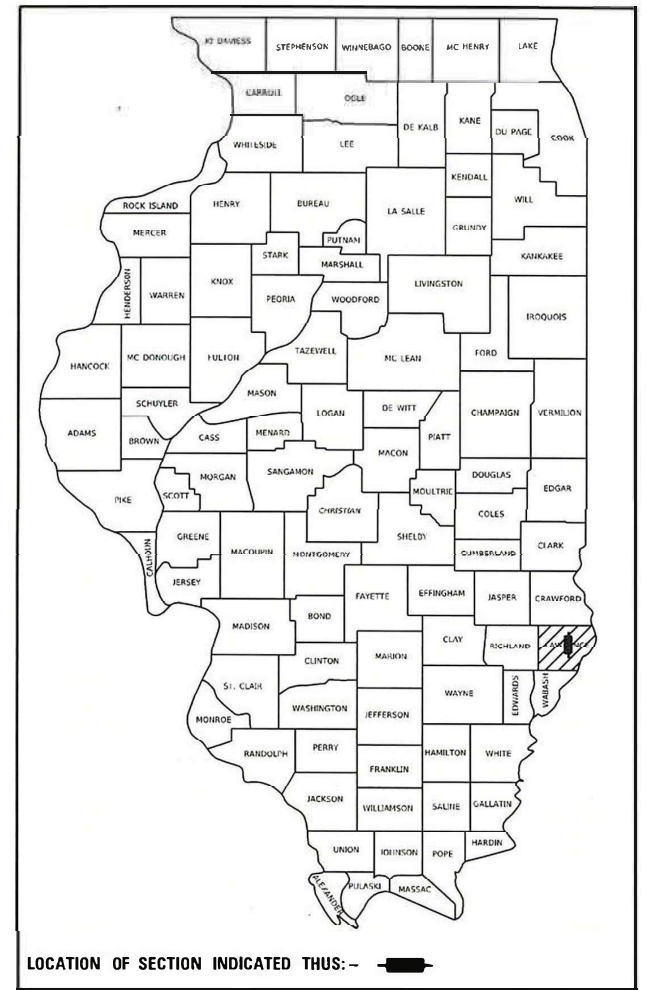 JO DAVIESS
STEPHENSON
WINNEBAGO
BOONE
MC HENRY
LAKE
CARROLL
OGLE
DE KALB
KANE
DU PAGE
COOK
WHITESIDE
LEE
KENDALL
WILL
ROCK ISLAND
HENRY
BUREAU
LA SALLE
GRUNDY
MERCER
PUTNAM
STARK
MARSHALL
KANKAKEE
HENDERSON
WARREN
KNOX
PEORIA
WOODFORD
LIVINGSTON
IROQUOIS
HANCOCK
MC DONOUGH
FULTON
TAZEWELL
MC LEAN
FORD
MASON
SCHUYLER
LOGAN
DE WITT
CHAMPAIGN
VERMILION
ADAMS
BROWN
CASS
MENARD
PIATT
MACON
SANGAMON
MORGAN
SCOTT
PIKE
MOULTRIE
DOUGLAS
EDGAR
CHRISTIAN
COLES
CALHOUN
GREENE
MACOUPIN
MONTGOMERY
SHELBY
CUMBERLAND
CLARK
JERSEY
FAYETTE
EFFINGHAM
JASPER
CRAWFORD
MADISON
BOND
CLAY
RICHLAND
CLINTON
MARION
ST. CLAIR
WAYNE
EDWARDS
WABASH
WASHINGTON
MONROE
JEFFERSON
RANDOLPH
PERRY
HAMILTON
WHITE
FRANKLIN
JACKSON
WILLIAMSON
SALINE
GALLATIN
UNION
JOHNSON
POPE
HARDIN
ALEXANDER
PULASKI
MASSAC
LOCATION OF SECTION INDICATED THUS:-